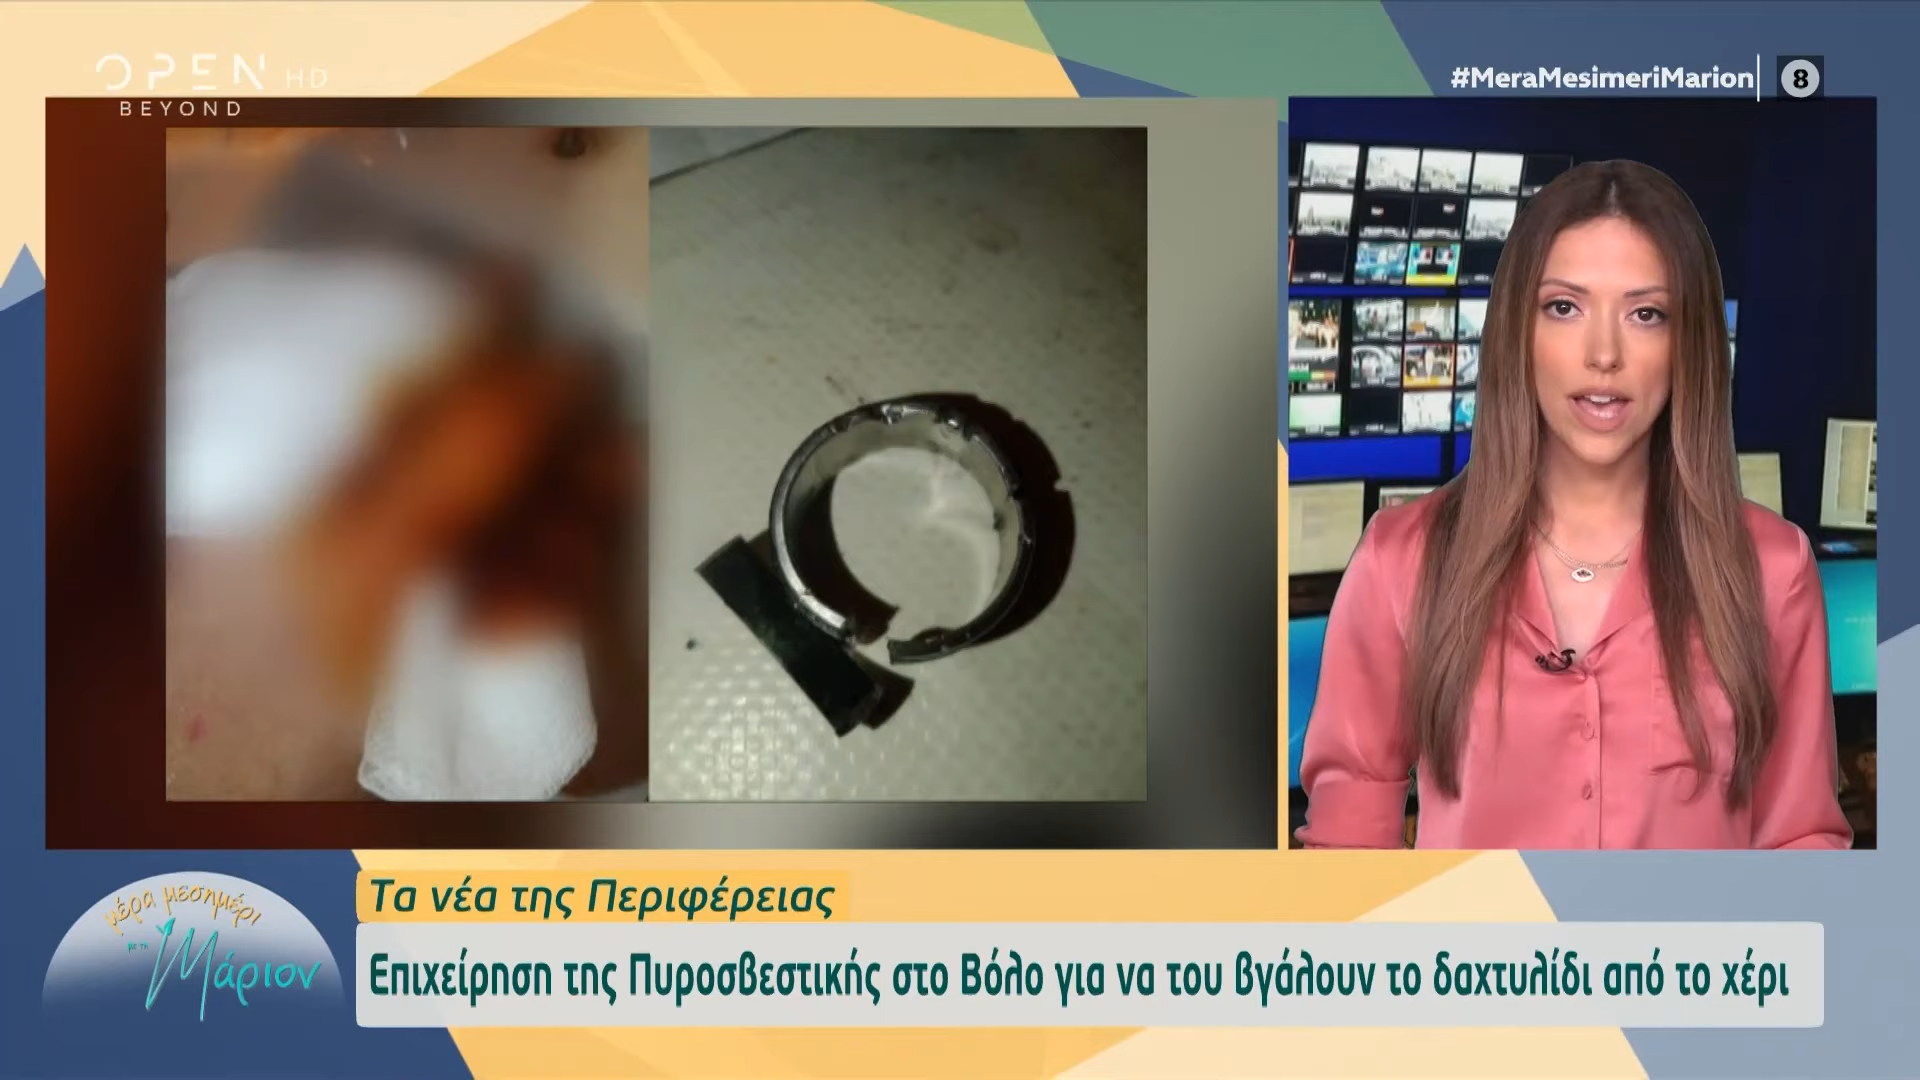 OPEN HD
BEYOND
#MeraMesimeriMarion
8
μέρα μεσημέρι
με τη
Μάριον
Τα νέα της Περιφέρειας
Επιχείρηση της Πυροσβεστικής στο Βόλο για να του βγάλουν το δαχτυλίδι από το χέρι